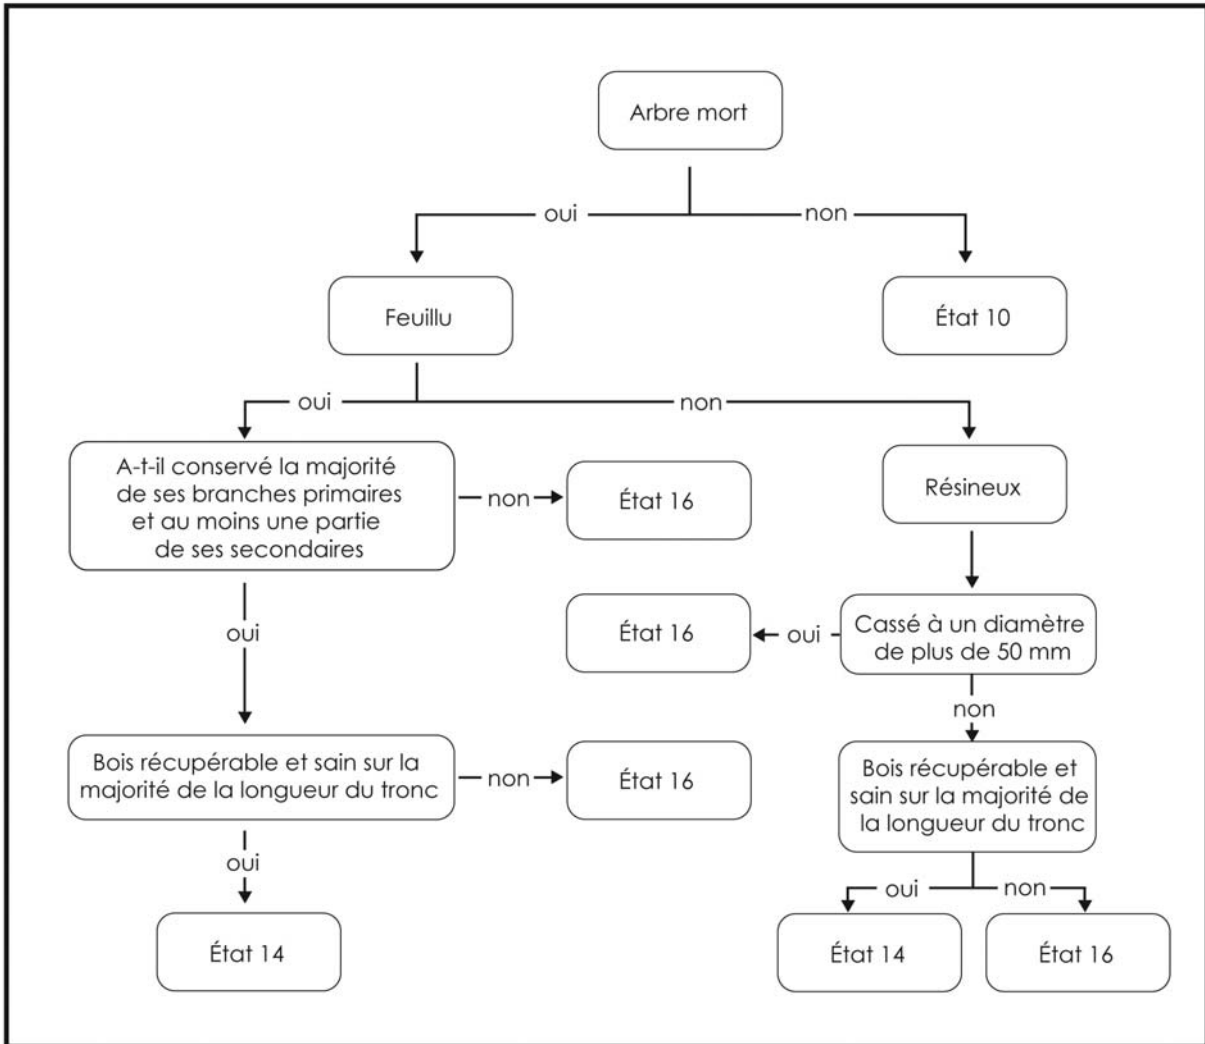 Arbre mort
oui
non
Feuillu
État 10
oui
non
A-t-il conservé la majorité
de ses branches primaires
et au moins une partie
de ses secondaires
non
État 16
Résineux
oui
État 16
oui
Cassé à un diamètre
de plus de 50 mm
non
Bois récupérable et sain sur la
majorité de la longueur du tronc
non
État 16
Bois récupérable et
sain sur la majorité de
la longueur du tronc
oui
oui
non
État 14
État 14
État 16